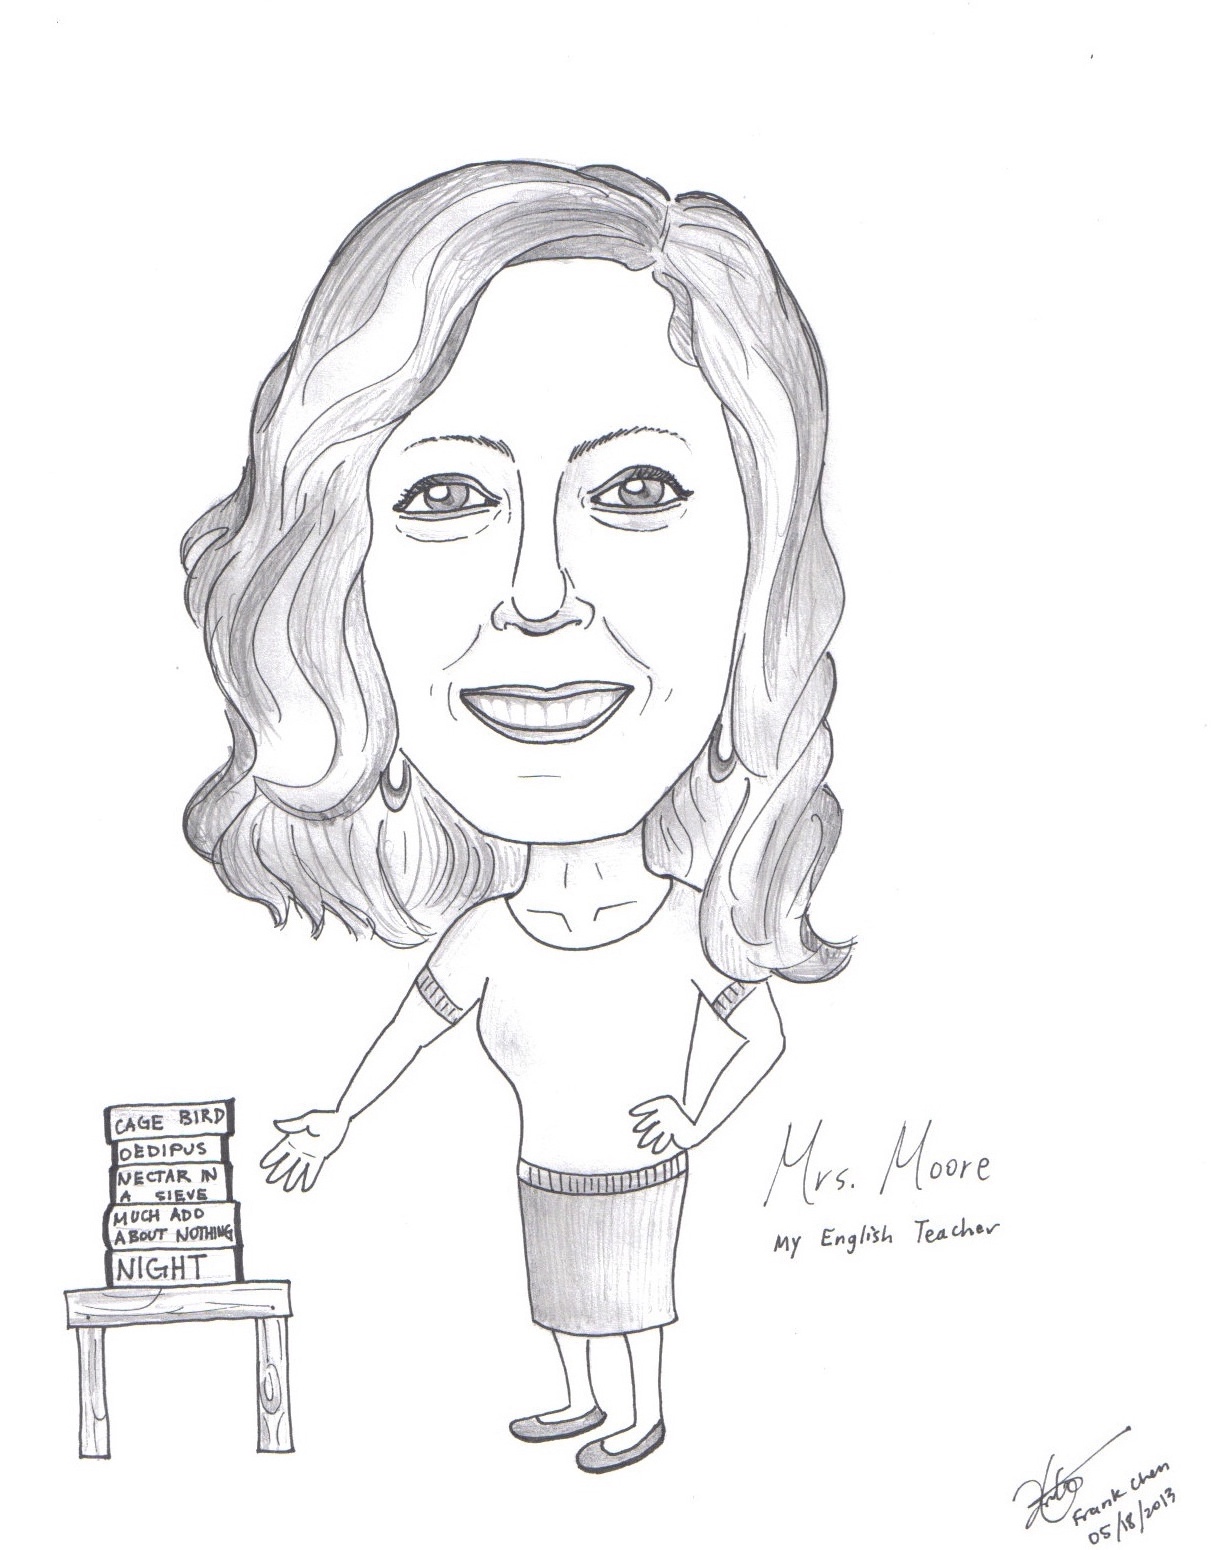 CAGE BIRD
OEDIPUS
NECTAR IN
A SIEVE
MUCH ADO
ABOUT NOTHING
NIGHT
Mrs. Moore
My English Teacher
Frank Chen
05/18/2013